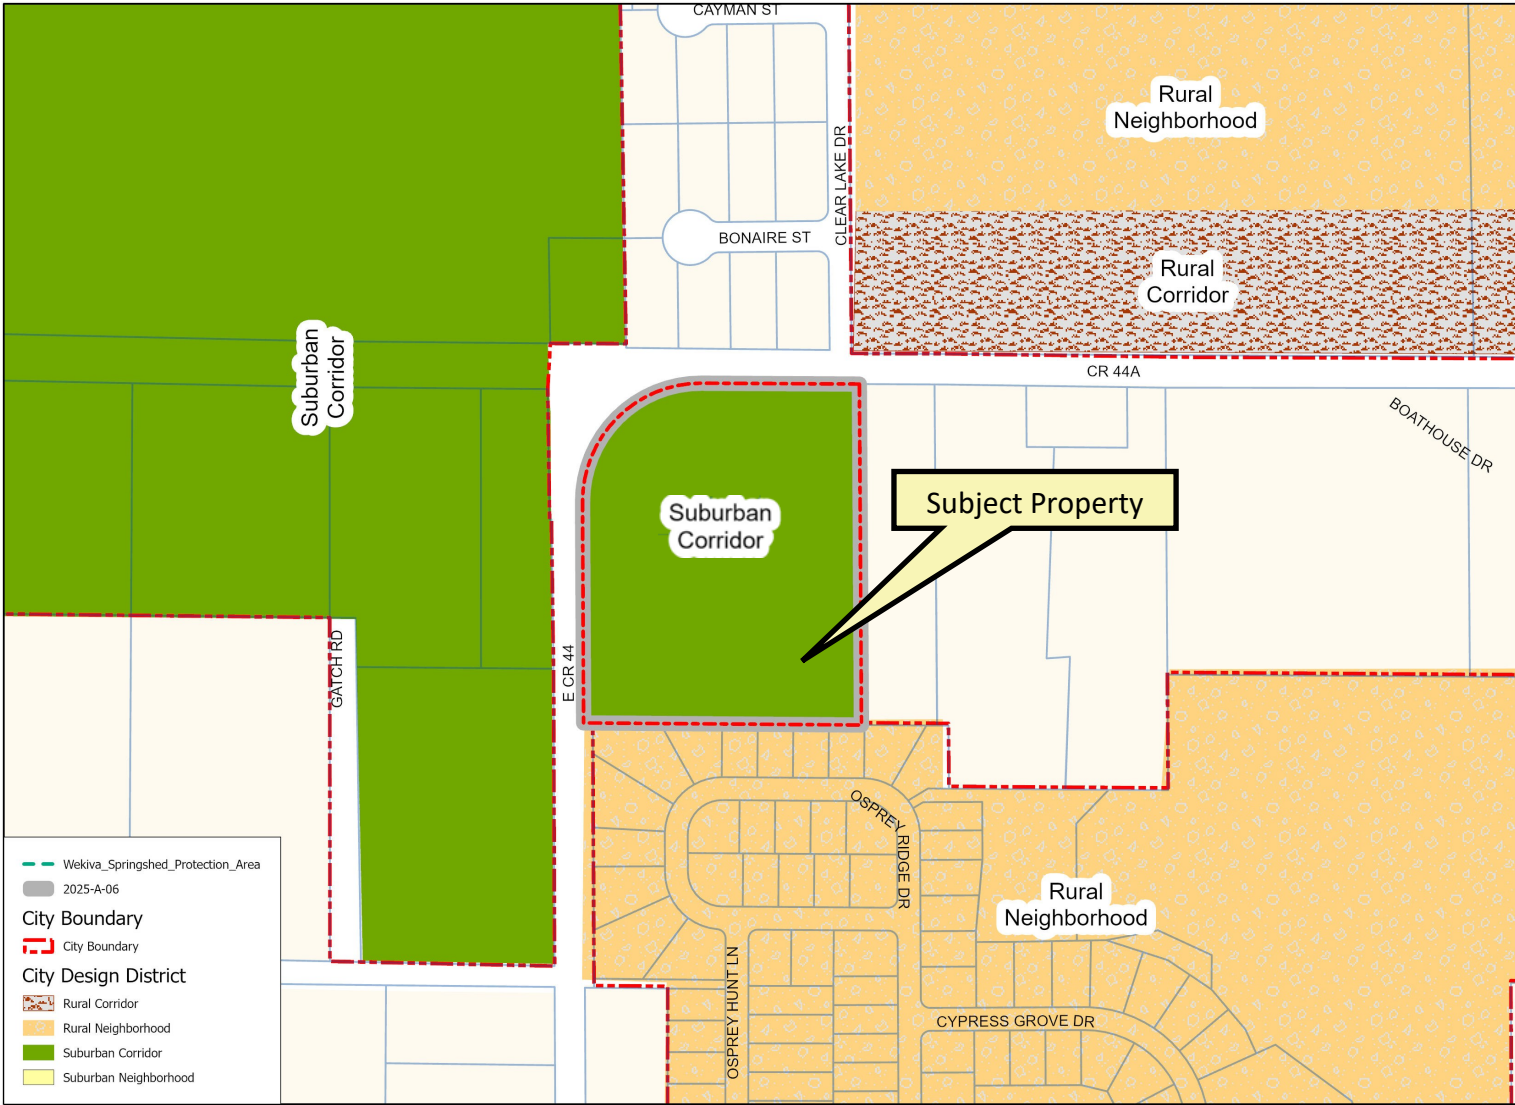 CAYMAN ST
Rural
Neighborhood
CLEAR LAKE DR
BONAIRE ST
Rural
Corridor
Suburban
Corridor
CR 44A
BOATHOUSE DR
Suburban
Corridor
Subject Property
GATCH RD
E CR 44
OSPREY RIDGE DR
Rural
Neighborhood
OSPREY HUNT LN
CYPRESS GROVE DR
Wekiva_Springshed_Protection_Area
2025-A-06
City Boundary
City Boundary
City Design District
Rural Corridor
Rural Neighborhood
Suburban Corridor
Suburban Neighborhood